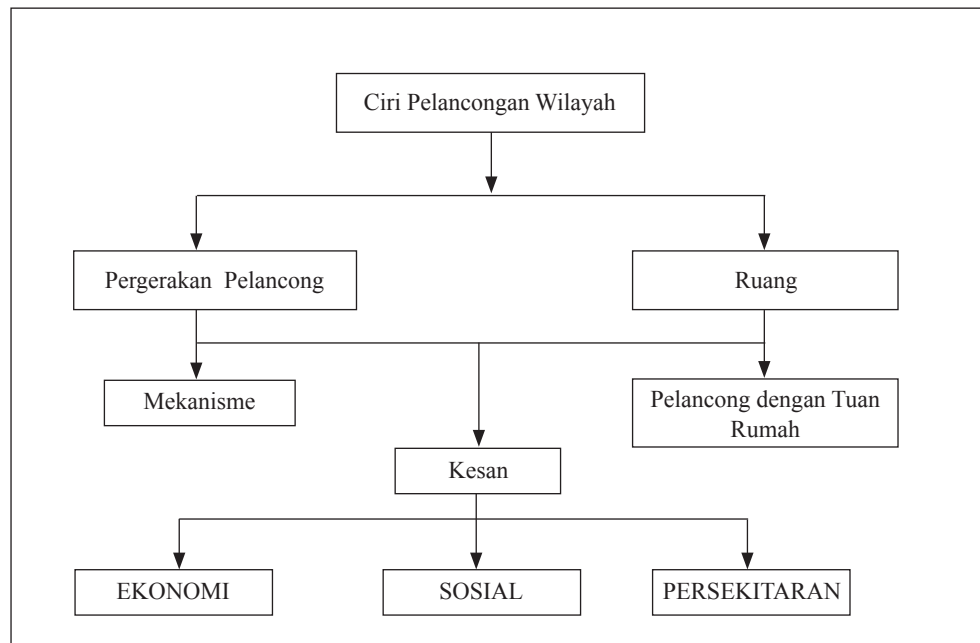 Ciri Pelancongan Wilayah
Pergerakan Pelancong
Ruang
Mekanisme
Pelancong dengan Tuan
Rumah
Kesan
EKONOMI
SOSIAL
PERSEKITARAN